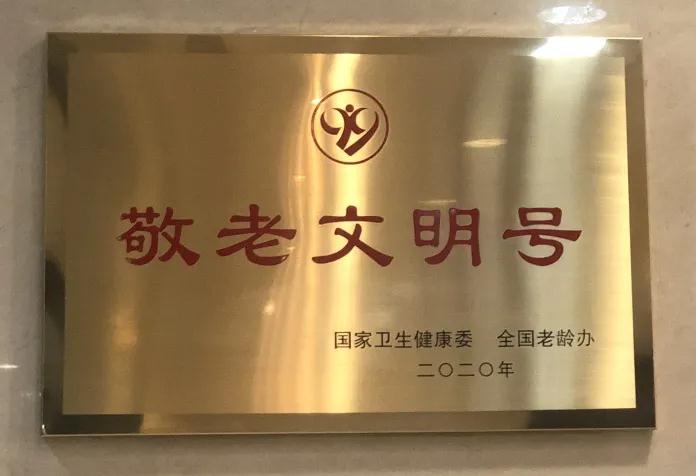 敬老文明号
国家卫生健康委 全国老龄办
二〇二〇年